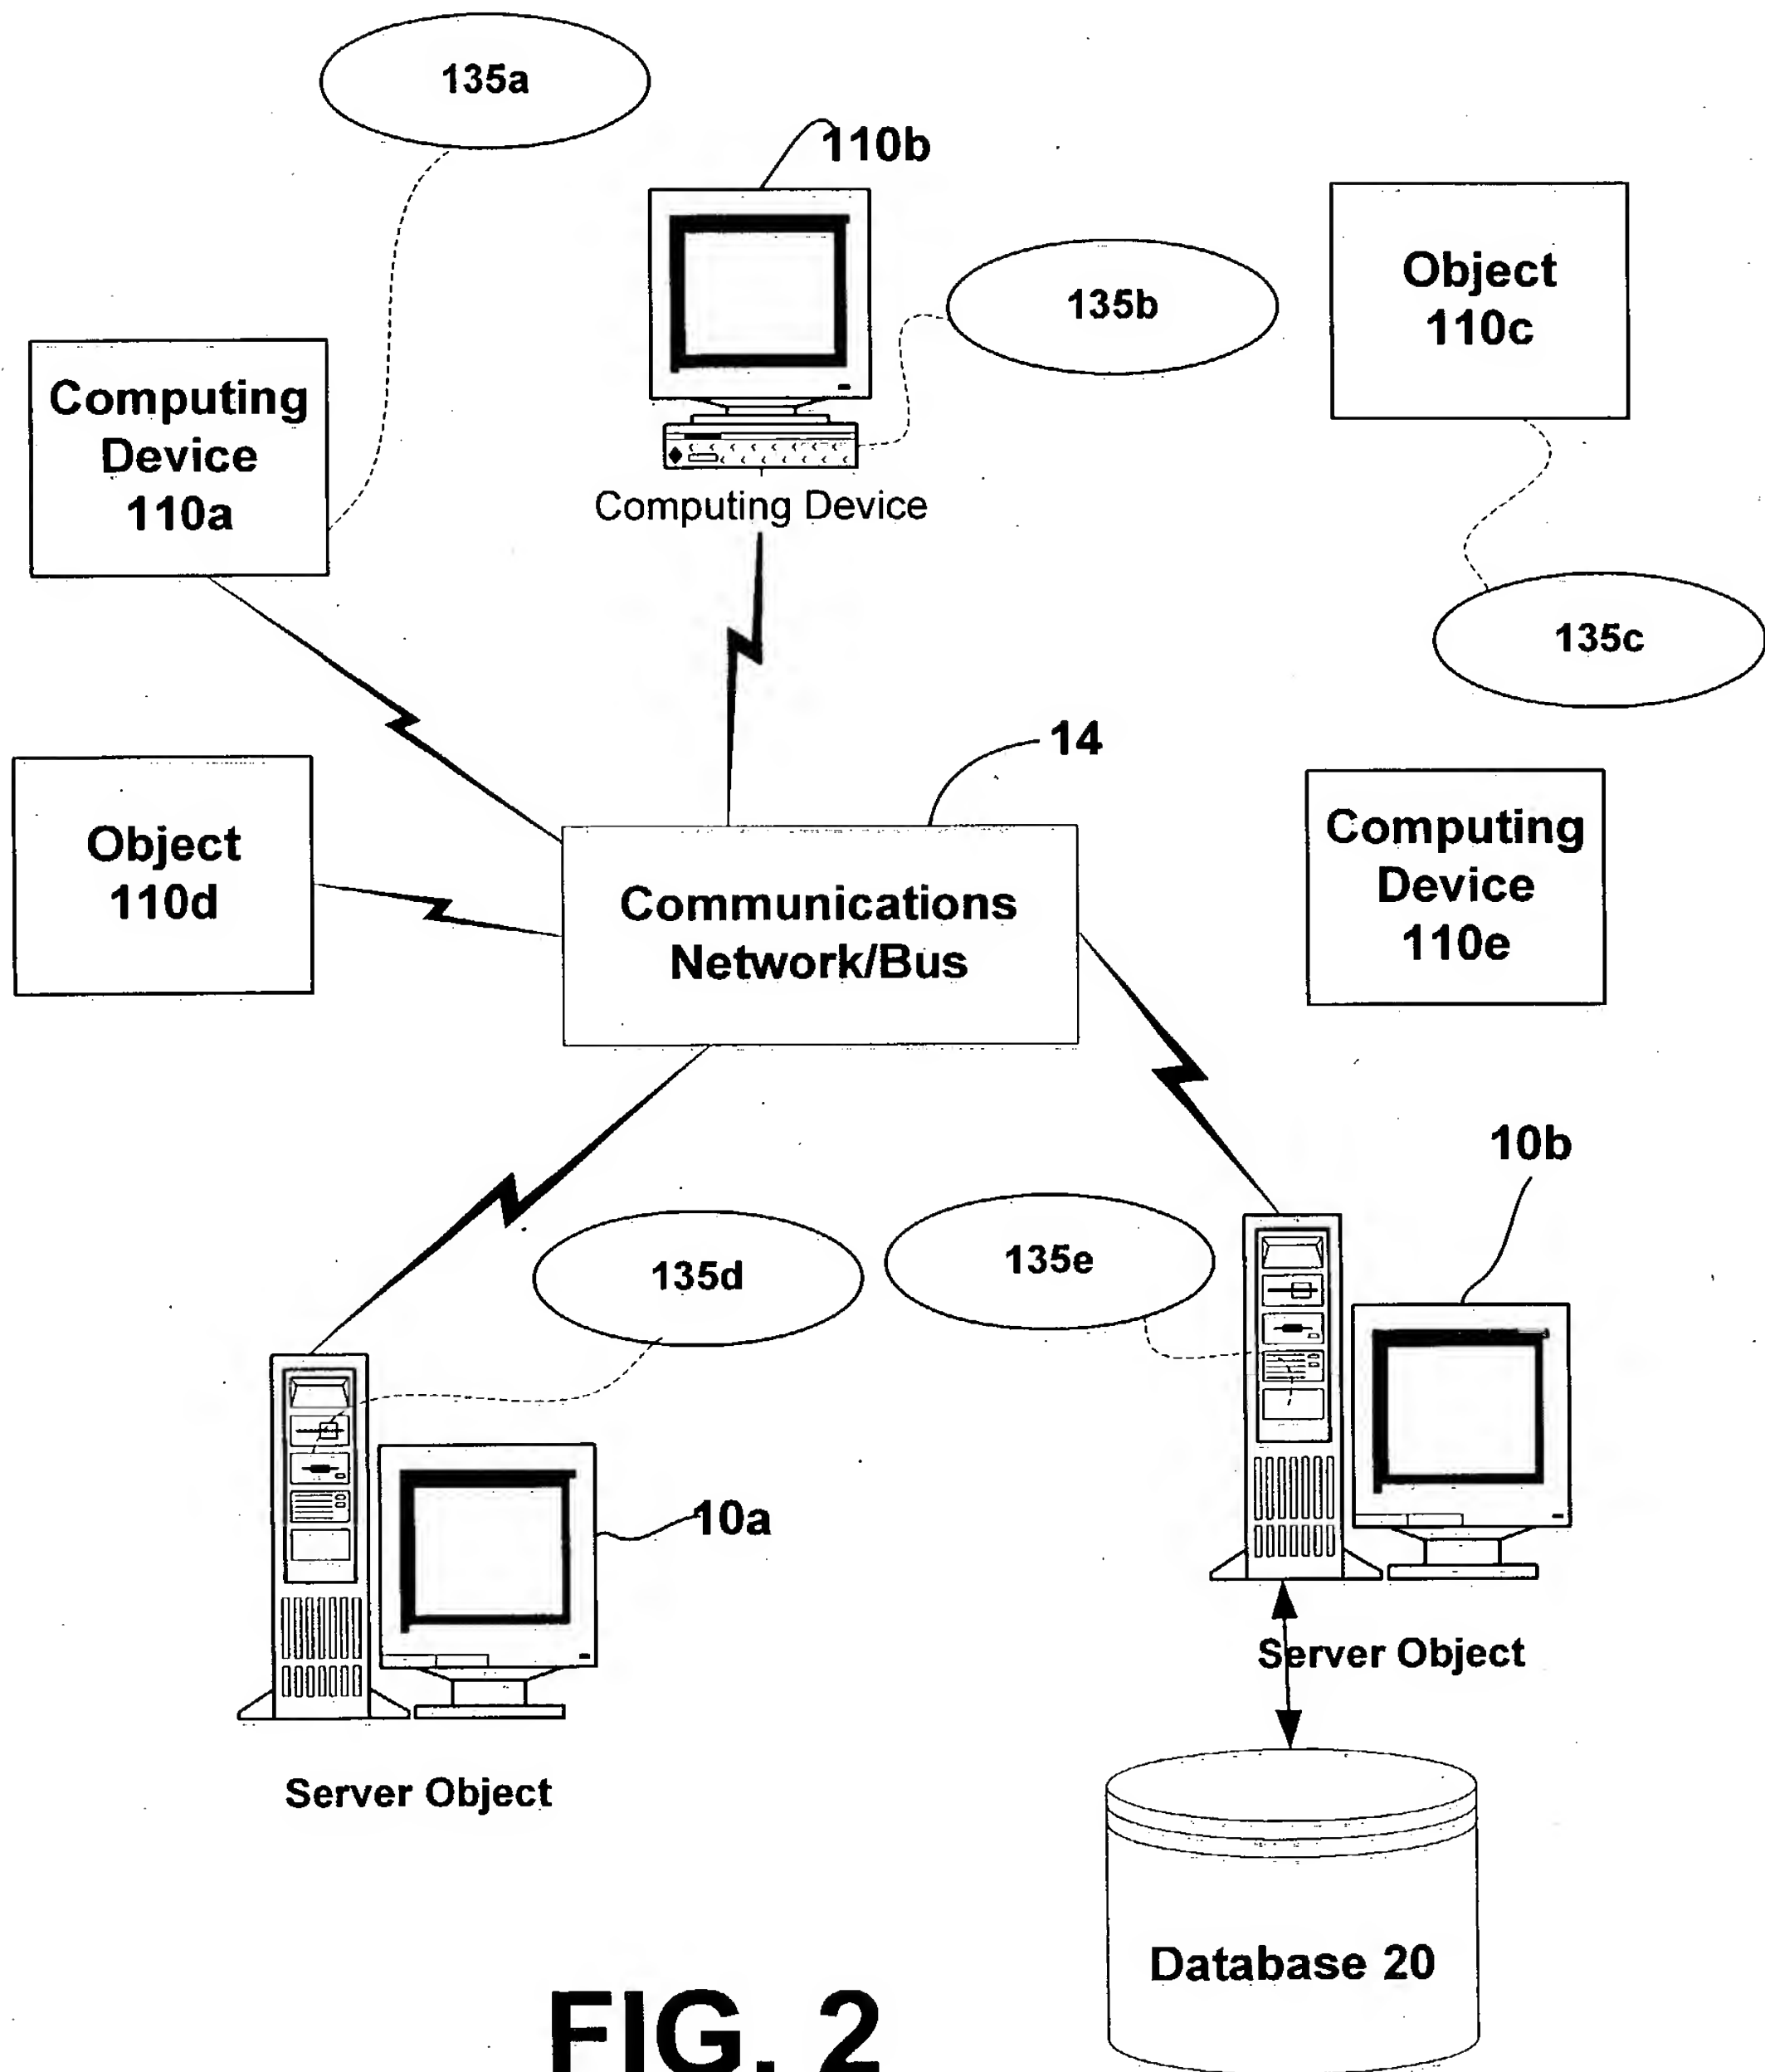 135a
110b
Object
110c
135b
Computing
Device
110a
Computing Device
135c
14
Object
110d
Communications
Network/Bus
Computing
Device
110e
10b
135d
135e
10a
Server Object
Server Object
Database 20
FIG. 2